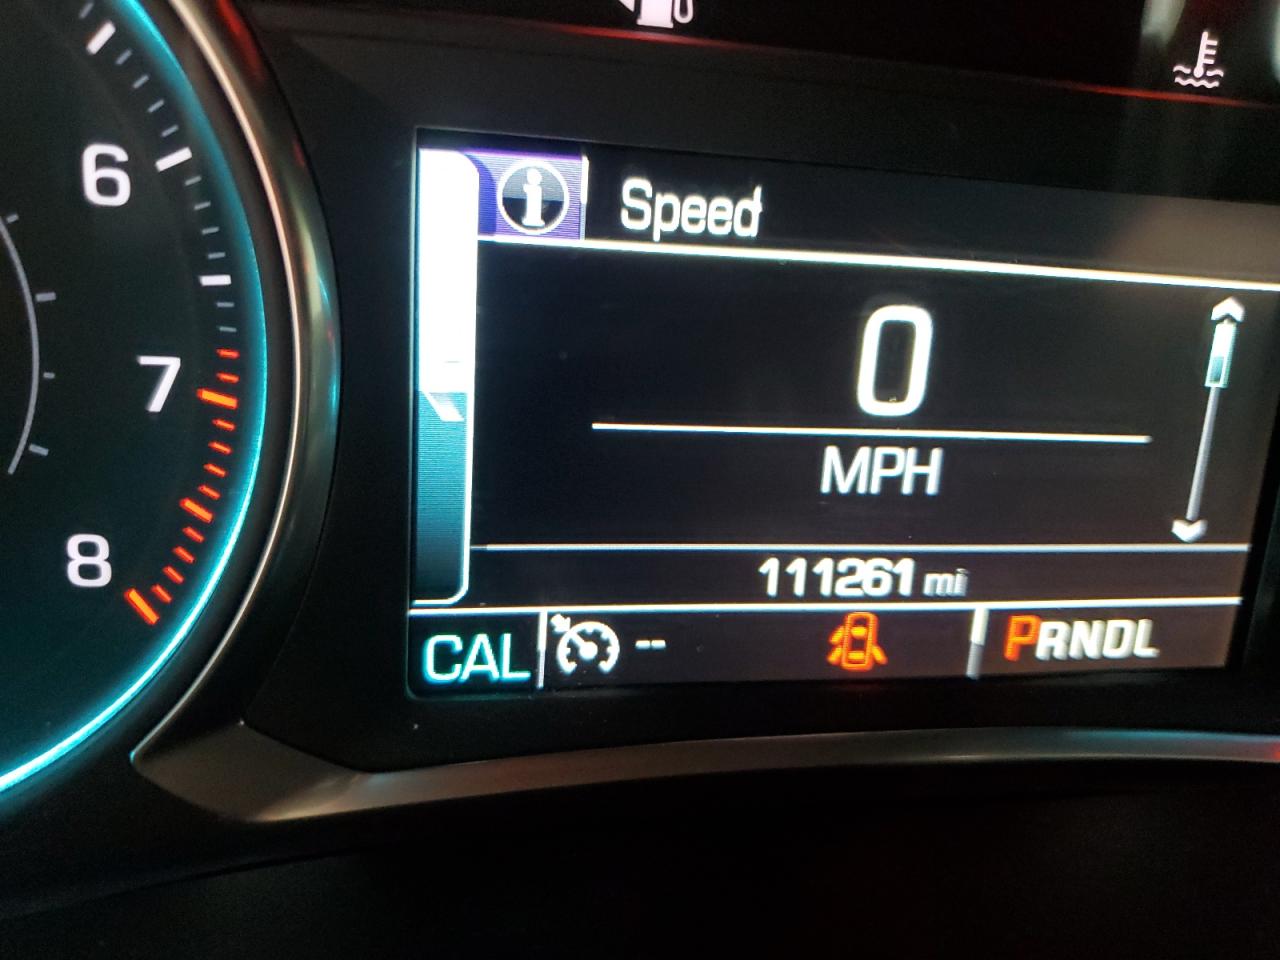 6
7
8
i Speed
0
MPH
111261 mi
CAL -- PRNDL